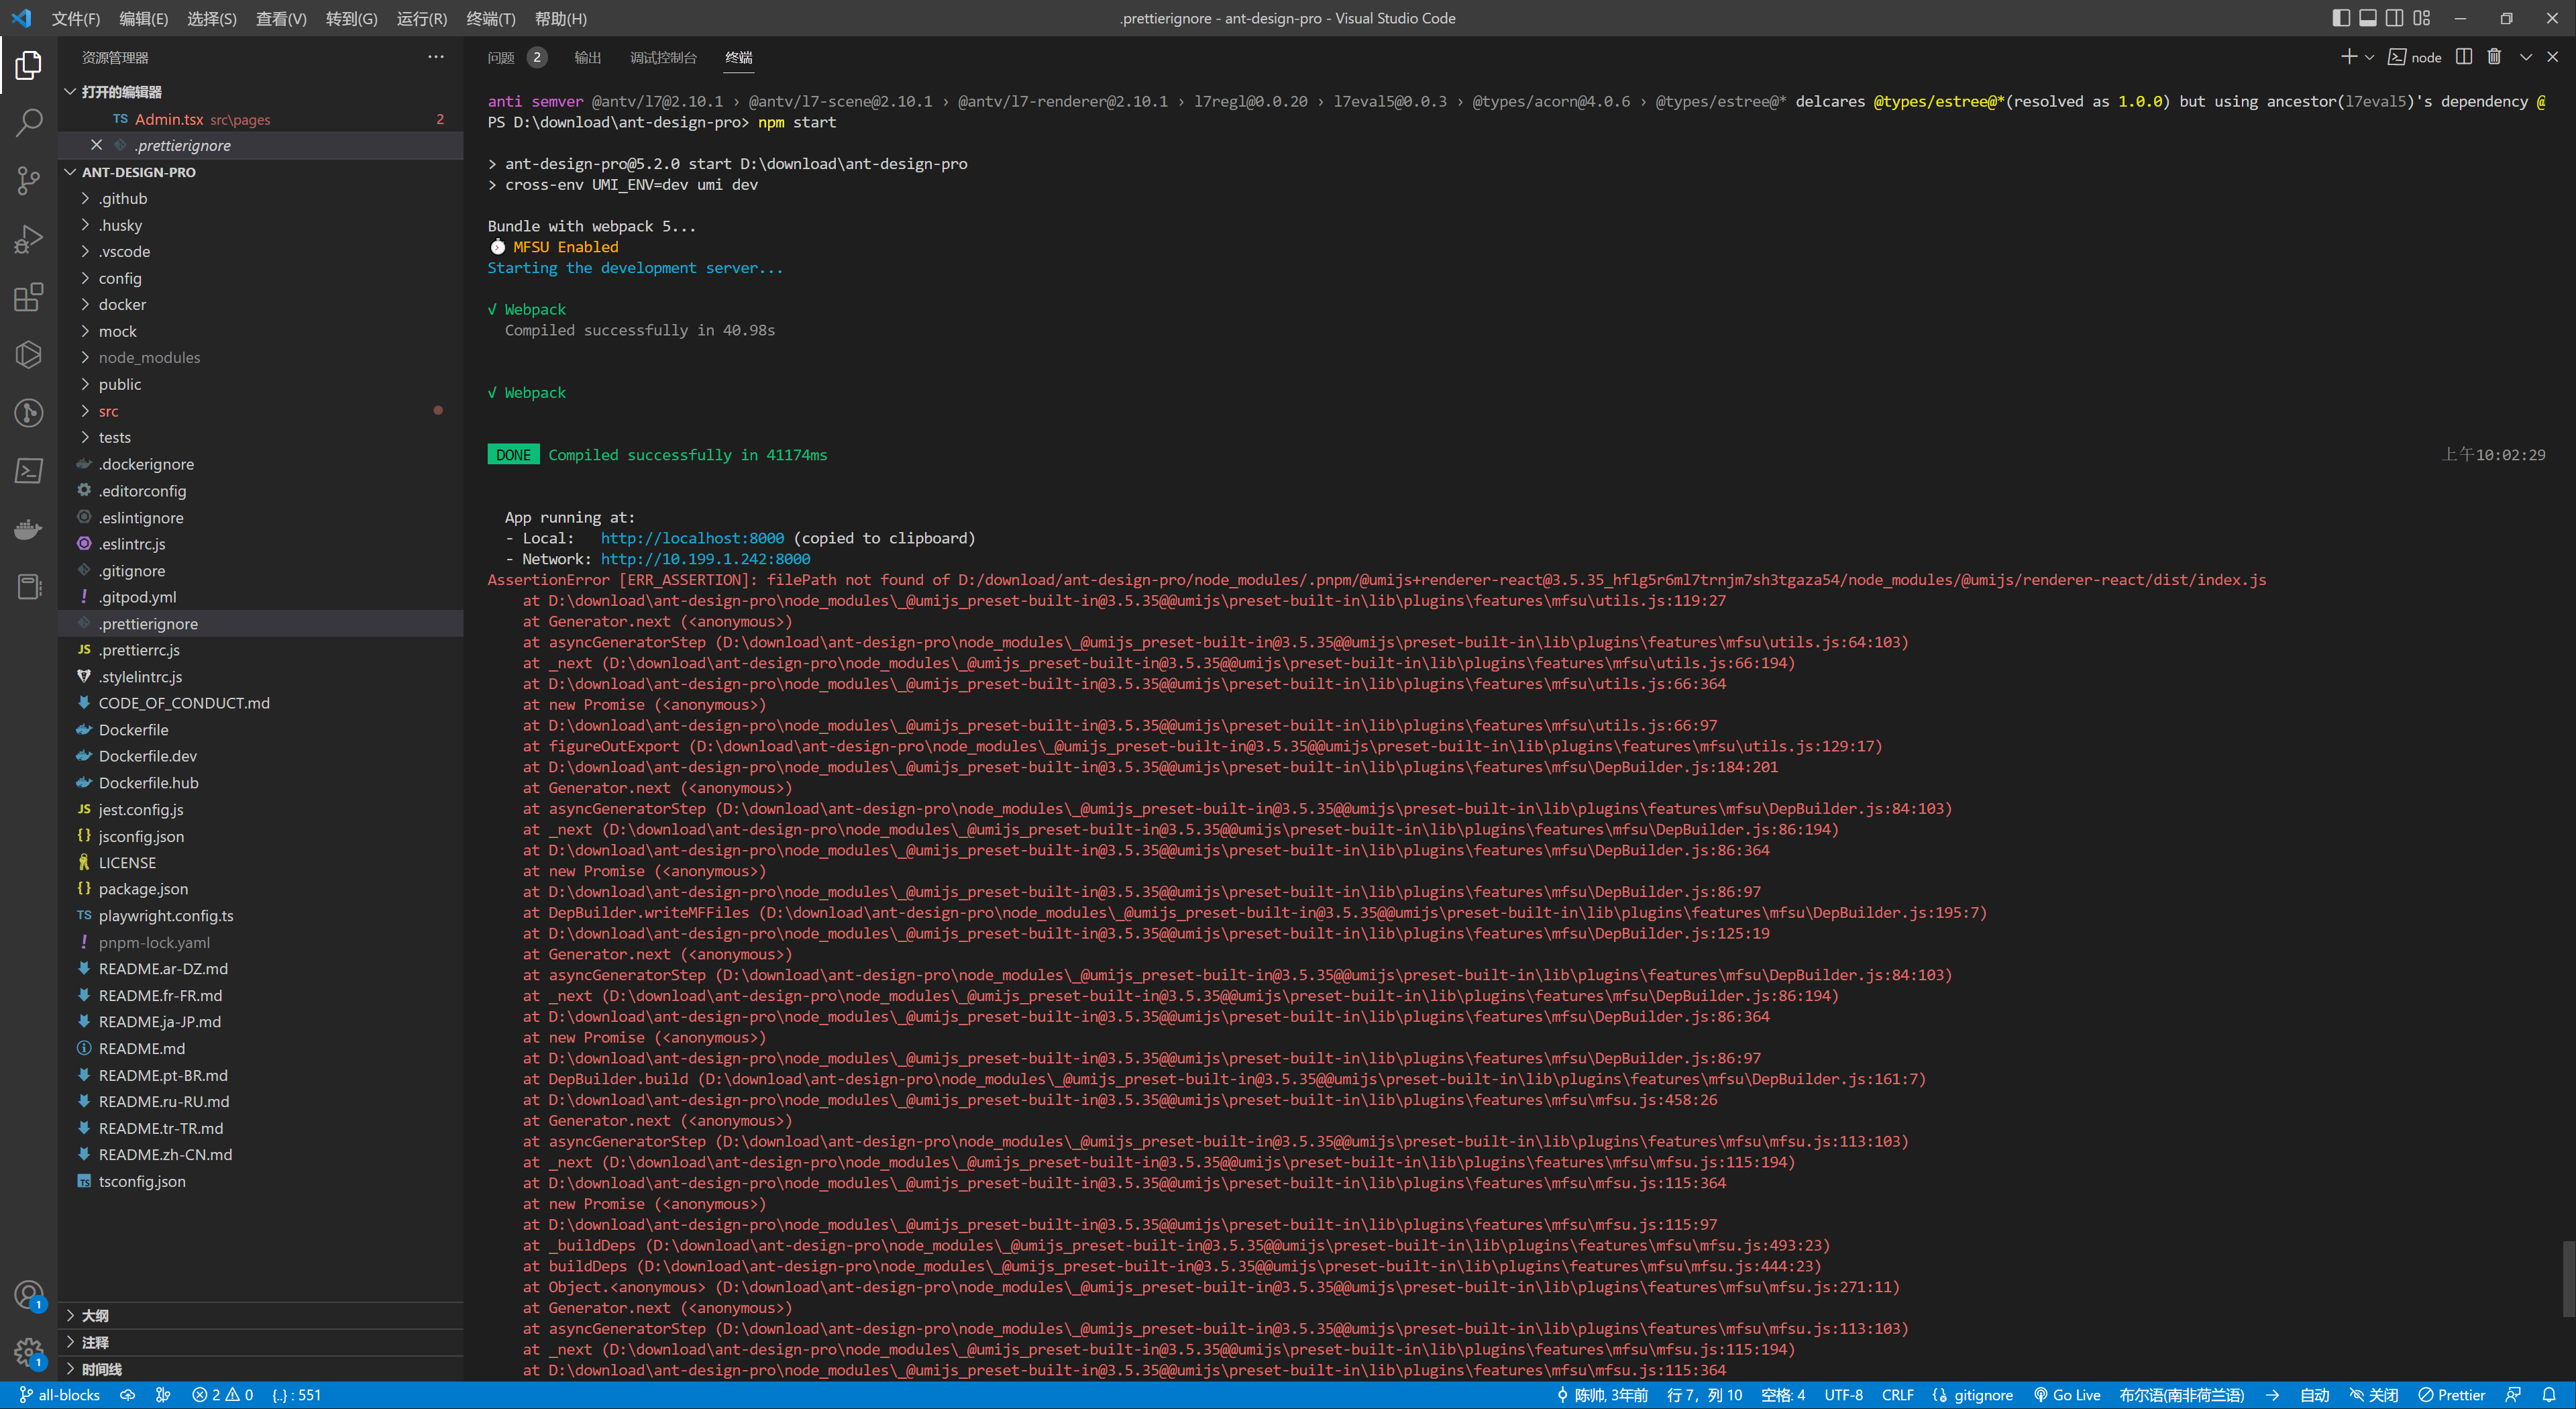 文件(F) 编辑(E) 选择(S) 查看(V) 转到(G) 运行(R) 终端(T) 帮助(H)
.prettierignore - ant-design-pro - Visual Studio Code
资源管理器
打开的编辑器
TS Admin.tsx src\pages 2
.prettierignore
ANT-DESIGN-PRO
.github
.husky
.vscode
config
docker
mock
node_modules
public
src
tests
.dockerignore
.editorconfig
.eslintignore
.eslintrc.js
.gitignore
! .gitpod.yml
.prettierignore
JS .prettierrc.js
.stylelintrc.js
CODE_OF_CONDUCT.md
Dockerfile
Dockerfile.dev
Dockerfile.hub
JS jest.config.js
{} jsconfig.json
LICENSE
{} package.json
TS playwright.config.ts
! pnpm-lock.yaml
README.ar-DZ.md
README.fr-FR.md
README.ja-JP.md
README.md
README.pt-BR.md
README.ru-RU.md
README.tr-TR.md
README.zh-CN.md
TS tsconfig.json
大纲
注释
时间线
1
1
问题 2 输出 调试控制台 终端
node
anti semver @antv/l7@2.10.1 › @antv/l7-scene@2.10.1 › @antv/l7-renderer@2.10.1 › l7regl@0.0.20 › l7eval5@0.0.3 › @types/acorn@4.0.6 › @types/estree@* delcares @types/estree@*(resolved as 1.0.0) but using ancestor(l7eval5)'s dependency @
PS D:\download\ant-design-pro> npm start
> ant-design-pro@5.2.0 start D:\download\ant-design-pro
> cross-env UMI_ENV=dev umi dev
Bundle with webpack 5...
MFSU Enabled
Starting the development server...
√ Webpack
Compiled successfully in 40.98s
√ Webpack
DONE Compiled successfully in 41174ms 上午10:02:29
App running at:
- Local: http://localhost:8000 (copied to clipboard)
- Network: http://10.199.1.242:8000
AssertionError [ERR_ASSERTION]: filePath not found of D:/download/ant-design-pro/node_modules/.pnpm/@umijs+renderer-react@3.5.35_hflg5r6ml7trnjm7sh3tgaza54/node_modules/@umijs/renderer-react/dist/index.js
at D:\download\ant-design-pro\node_modules\_@umijs_preset-built-in@3.5.35@@umijs\preset-built-in\lib\plugins\features\mfsu\utils.js:119:27
at Generator.next (<anonymous>)
at asyncGeneratorStep (D:\download\ant-design-pro\node_modules\_@umijs_preset-built-in@3.5.35@@umijs\preset-built-in\lib\plugins\features\mfsu\utils.js:64:103)
at _next (D:\download\ant-design-pro\node_modules\_@umijs_preset-built-in@3.5.35@@umijs\preset-built-in\lib\plugins\features\mfsu\utils.js:66:194)
at D:\download\ant-design-pro\node_modules\_@umijs_preset-built-in@3.5.35@@umijs\preset-built-in\lib\plugins\features\mfsu\utils.js:66:364
at new Promise (<anonymous>)
at D:\download\ant-design-pro\node_modules\_@umijs_preset-built-in@3.5.35@@umijs\preset-built-in\lib\plugins\features\mfsu\utils.js:66:97
at figureOutExport (D:\download\ant-design-pro\node_modules\_@umijs_preset-built-in@3.5.35@@umijs\preset-built-in\lib\plugins\features\mfsu\utils.js:129:17)
at D:\download\ant-design-pro\node_modules\_@umijs_preset-built-in@3.5.35@@umijs\preset-built-in\lib\plugins\features\mfsu\DepBuilder.js:184:201
at Generator.next (<anonymous>)
at asyncGeneratorStep (D:\download\ant-design-pro\node_modules\_@umijs_preset-built-in@3.5.35@@umijs\preset-built-in\lib\plugins\features\mfsu\DepBuilder.js:84:103)
at _next (D:\download\ant-design-pro\node_modules\_@umijs_preset-built-in@3.5.35@@umijs\preset-built-in\lib\plugins\features\mfsu\DepBuilder.js:86:194)
at D:\download\ant-design-pro\node_modules\_@umijs_preset-built-in@3.5.35@@umijs\preset-built-in\lib\plugins\features\mfsu\DepBuilder.js:86:364
at new Promise (<anonymous>)
at D:\download\ant-design-pro\node_modules\_@umijs_preset-built-in@3.5.35@@umijs\preset-built-in\lib\plugins\features\mfsu\DepBuilder.js:86:97
at DepBuilder.writeMFFiles (D:\download\ant-design-pro\node_modules\_@umijs_preset-built-in@3.5.35@@umijs\preset-built-in\lib\plugins\features\mfsu\DepBuilder.js:195:7)
at D:\download\ant-design-pro\node_modules\_@umijs_preset-built-in@3.5.35@@umijs\preset-built-in\lib\plugins\features\mfsu\DepBuilder.js:125:19
at Generator.next (<anonymous>)
at asyncGeneratorStep (D:\download\ant-design-pro\node_modules\_@umijs_preset-built-in@3.5.35@@umijs\preset-built-in\lib\plugins\features\mfsu\DepBuilder.js:84:103)
at _next (D:\download\ant-design-pro\node_modules\_@umijs_preset-built-in@3.5.35@@umijs\preset-built-in\lib\plugins\features\mfsu\DepBuilder.js:86:194)
at D:\download\ant-design-pro\node_modules\_@umijs_preset-built-in@3.5.35@@umijs\preset-built-in\lib\plugins\features\mfsu\DepBuilder.js:86:364
at new Promise (<anonymous>)
at D:\download\ant-design-pro\node_modules\_@umijs_preset-built-in@3.5.35@@umijs\preset-built-in\lib\plugins\features\mfsu\DepBuilder.js:86:97
at DepBuilder.build (D:\download\ant-design-pro\node_modules\_@umijs_preset-built-in@3.5.35@@umijs\preset-built-in\lib\plugins\features\mfsu\DepBuilder.js:161:7)
at D:\download\ant-design-pro\node_modules\_@umijs_preset-built-in@3.5.35@@umijs\preset-built-in\lib\plugins\features\mfsu\mfsu.js:458:26
at Generator.next (<anonymous>)
at asyncGeneratorStep (D:\download\ant-design-pro\node_modules\_@umijs_preset-built-in@3.5.35@@umijs\preset-built-in\lib\plugins\features\mfsu\mfsu.js:113:103)
at _next (D:\download\ant-design-pro\node_modules\_@umijs_preset-built-in@3.5.35@@umijs\preset-built-in\lib\plugins\features\mfsu\mfsu.js:115:194)
at D:\download\ant-design-pro\node_modules\_@umijs_preset-built-in@3.5.35@@umijs\preset-built-in\lib\plugins\features\mfsu\mfsu.js:115:364
at new Promise (<anonymous>)
at D:\download\ant-design-pro\node_modules\_@umijs_preset-built-in@3.5.35@@umijs\preset-built-in\lib\plugins\features\mfsu\mfsu.js:115:97
at _buildDeps (D:\download\ant-design-pro\node_modules\_@umijs_preset-built-in@3.5.35@@umijs\preset-built-in\lib\plugins\features\mfsu\mfsu.js:493:23)
at buildDeps (D:\download\ant-design-pro\node_modules\_@umijs_preset-built-in@3.5.35@@umijs\preset-built-in\lib\plugins\features\mfsu\mfsu.js:444:23)
at Object.<anonymous> (D:\download\ant-design-pro\node_modules\_@umijs_preset-built-in@3.5.35@@umijs\preset-built-in\lib\plugins\features\mfsu\mfsu.js:271:11)
at Generator.next (<anonymous>)
at asyncGeneratorStep (D:\download\ant-design-pro\node_modules\_@umijs_preset-built-in@3.5.35@@umijs\preset-built-in\lib\plugins\features\mfsu\mfsu.js:113:103)
at _next (D:\download\ant-design-pro\node_modules\_@umijs_preset-built-in@3.5.35@@umijs\preset-built-in\lib\plugins\features\mfsu\mfsu.js:115:194)
at D:\download\ant-design-pro\node_modules\_@umijs_preset-built-in@3.5.35@@umijs\preset-built-in\lib\plugins\features\mfsu\mfsu.js:115:364
all-blocks 2 0 {..} : 551 陈帅, 3年前 行 7，列 10 空格: 4 UTF-8 CRLF gitignore Go Live 布尔语(南非荷兰语) 自动 关闭 Prettier